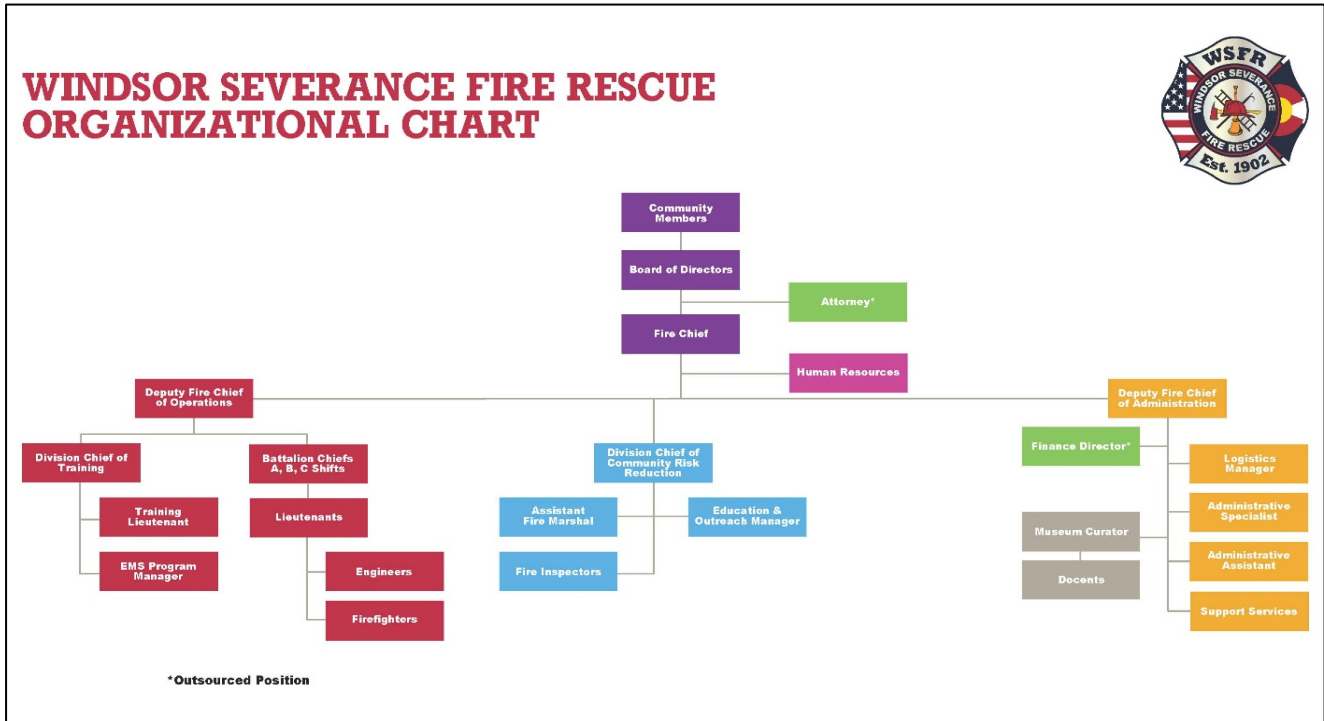 WINDSOR SEVERANCE FIRE RESCUE
ORGANIZATIONAL CHART
WSFR
WINDSOR SEVERANCE
FIRE RESCUE
Est. 1902
Community
Members
Board of Directors
Attorney*
Fire Chief
Human Resources
Deputy Fire Chief
of Operations
Deputy Fire Chief
of Administration
Division Chief of
Training
Battalion Chiefs
A, B, C Shifts
Training
Lieutenant
EMS Program
Manager
Lieutenants
Engineers
Firefighters
Division Chief of
Community Risk
Reduction
Assistant
Fire Marshal
Education &
Outreach Manager
Fire Inspectors
Finance Director*
Logistics
Manager
Administrative
Specialist
Museum Curator
Administrative
Assistant
Docents
Support Services
*Outsourced Position